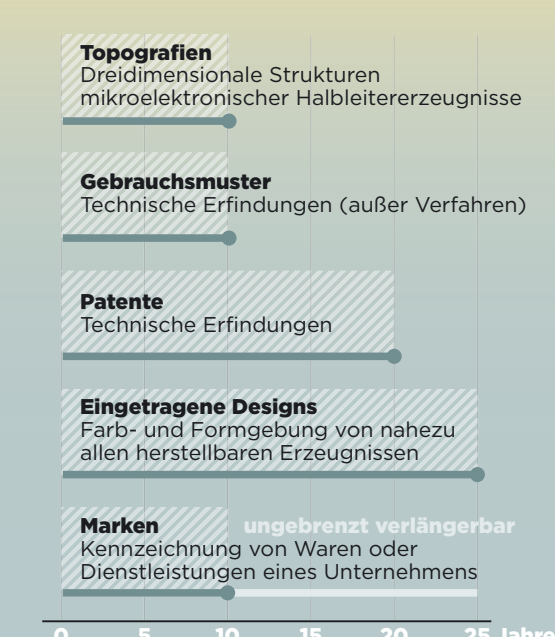 Topografien
Dreidimensionale Strukturen
mikroelektronischer Halbleitererzeugnisse
Gebrauchsmuster
Technische Erfindungen (außer Verfahren)
Patente
Technische Erfindungen
Eingetragene Designs
Farb- und Formgebung von nahezu
allen herstellbaren Erzeugnissen
Marken ungebrenzt verlängerbar
Kennzeichnung von Waren oder
Dienstleistungen eines Unternehmens
0 5 10 15 20 25 Jahre